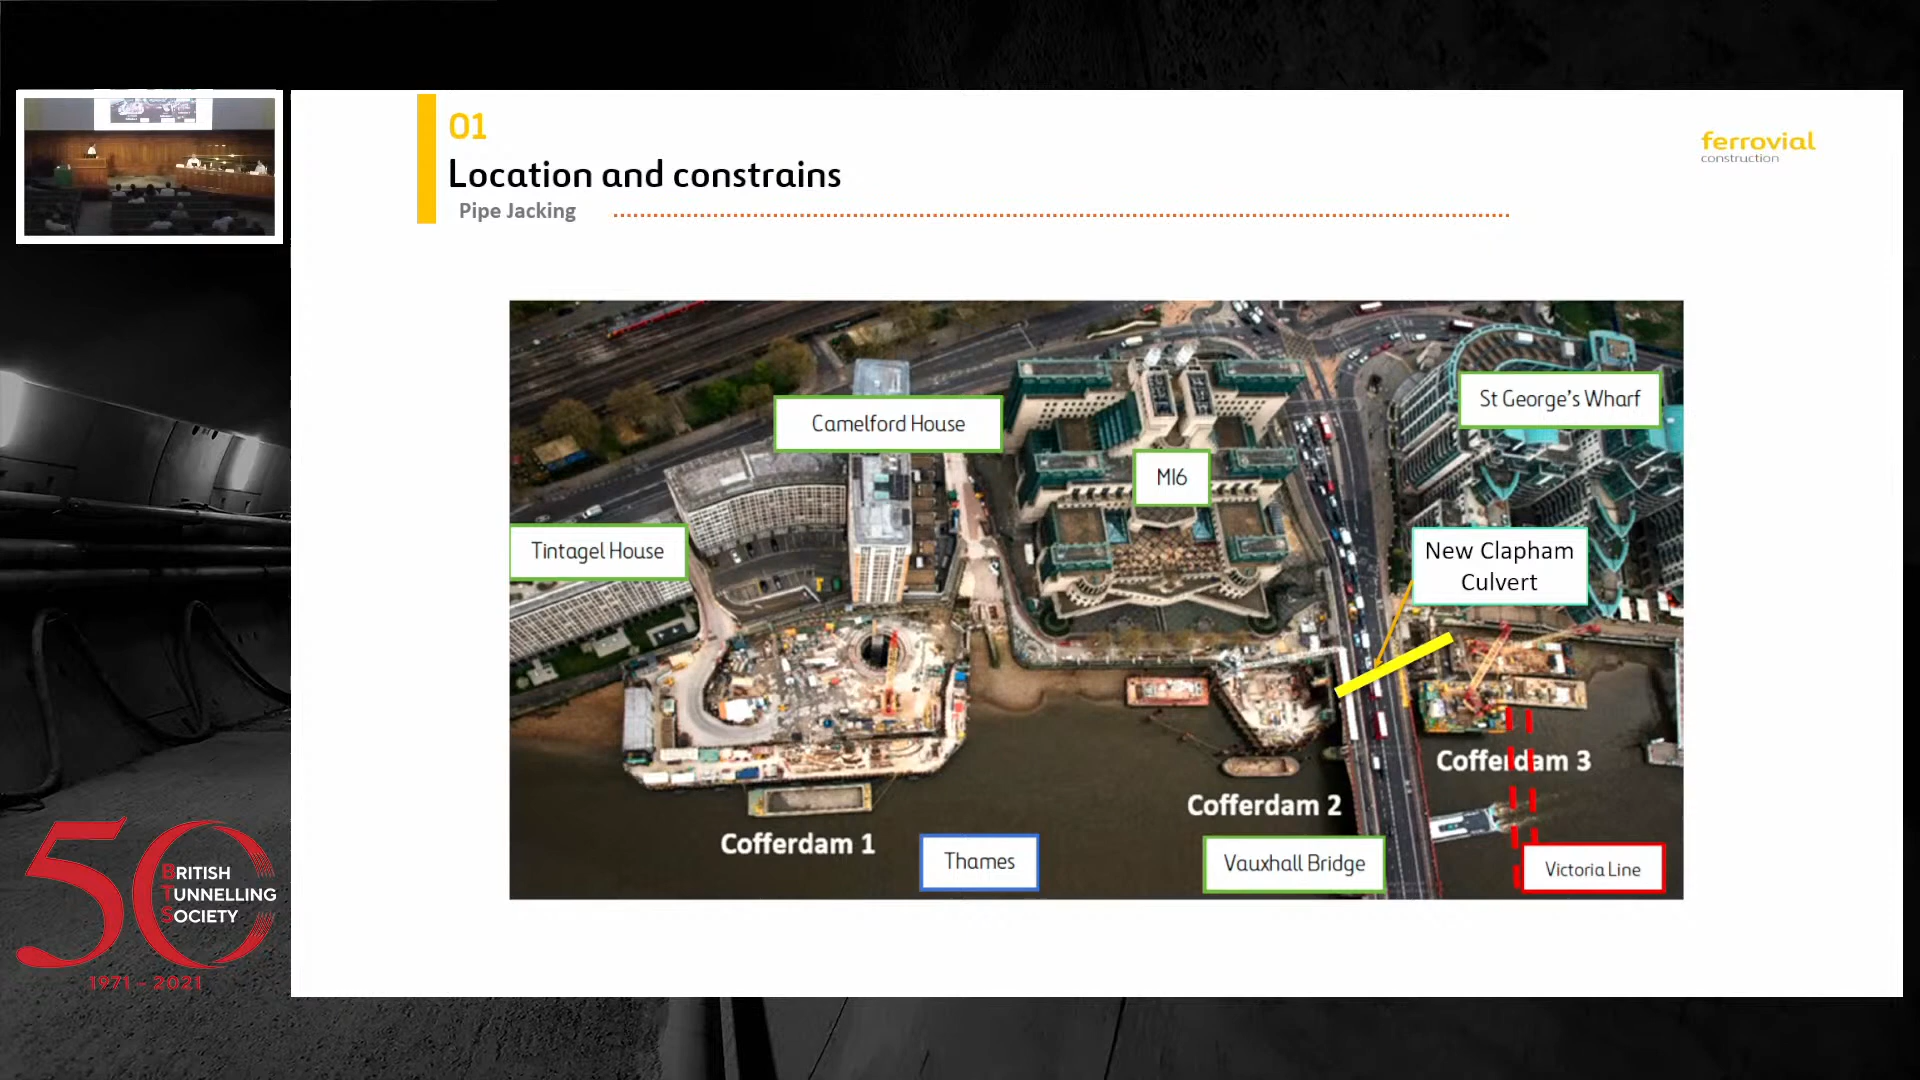 01
Location and constrains
Pipe Jacking
ferrovial
construction
Camelford House
St George's Wharf
MI6
Tintagel House
New Clapham
Culvert
Cofferdam 3
Cofferdam 2
Cofferdam 1
Thames
Vauxhall Bridge
Victoria Line
50
BRITISH
TUNNELLING
SOCIETY
1971 - 2021